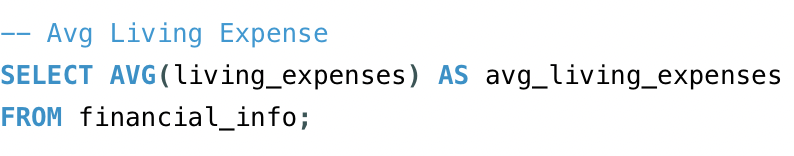 -- Avg Living Expense
SELECT AVG(living_expenses) AS avg_living_expenses
FROM financial_info;